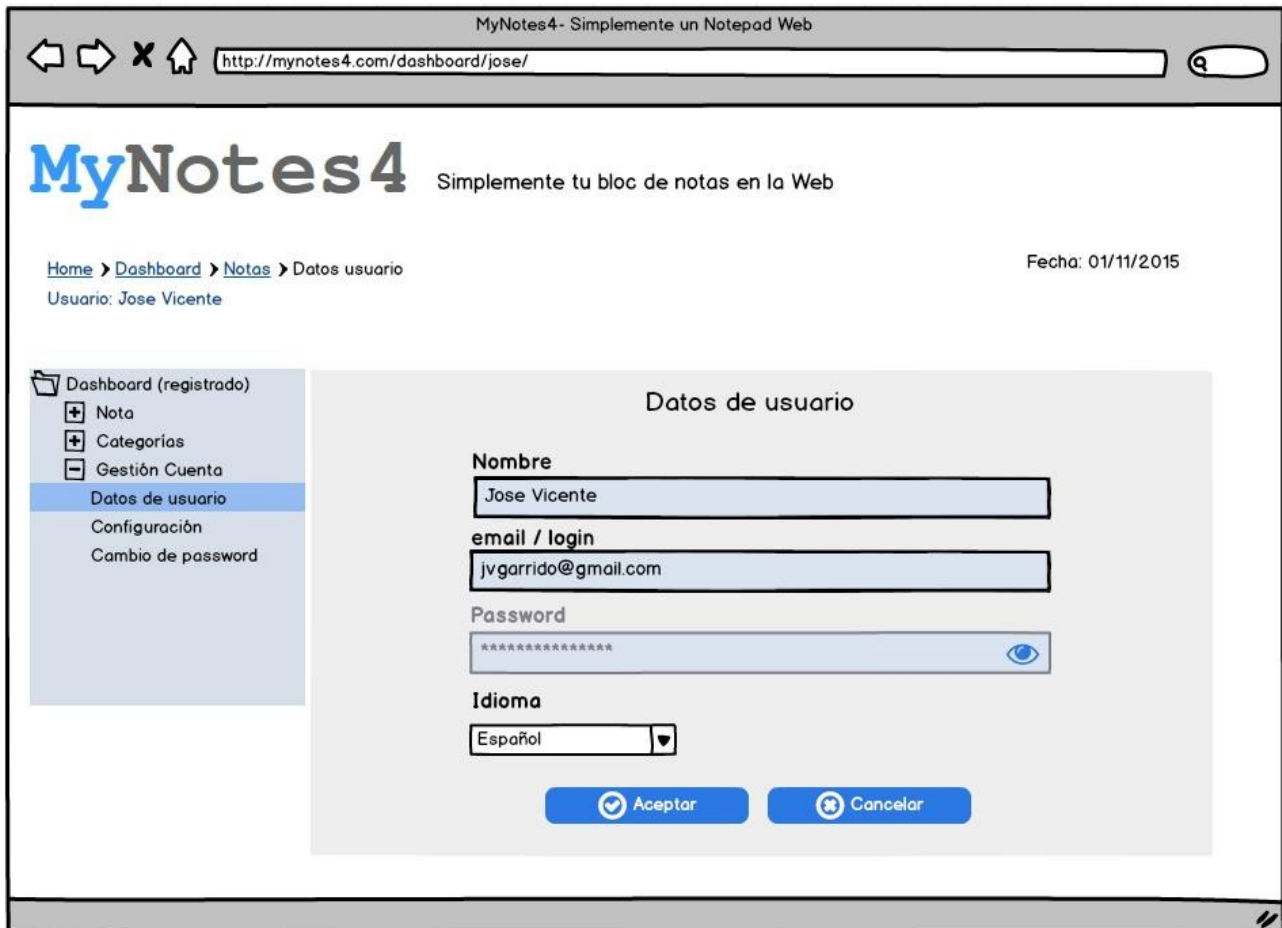 MyNotes4- Simplemente un Notepad Web
http://mynotes4.com/dashboard/jose/
MyNotes4 Simplemente tu bloc de notas en la Web
Home > Dashboard > Notas > Datos usuario
Fecha: 01/11/2015
Usuario: Jose Vicente
Dashboard (registrado)
Nota
Categorías
Gestión Cuenta
Datos de usuario
Configuración
Cambio de password
Datos de usuario
Nombre
Jose Vicente
email / login
jvgarrido@gmail.com
Password
***************
Idioma
Español
Aceptar
Cancelar